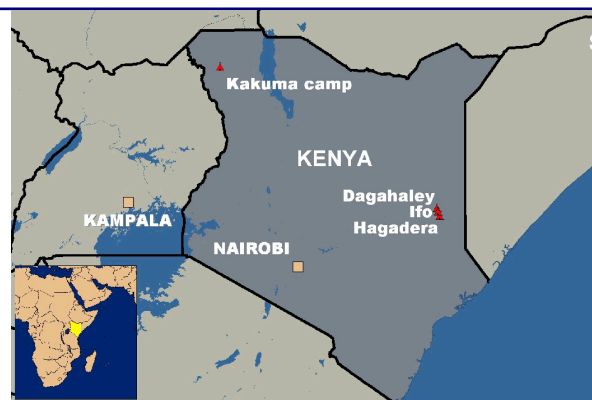 S
Kakuma camp
KENYA
Dagahaley
Ifo
Hagadera
KAMPALA
NAIROBI